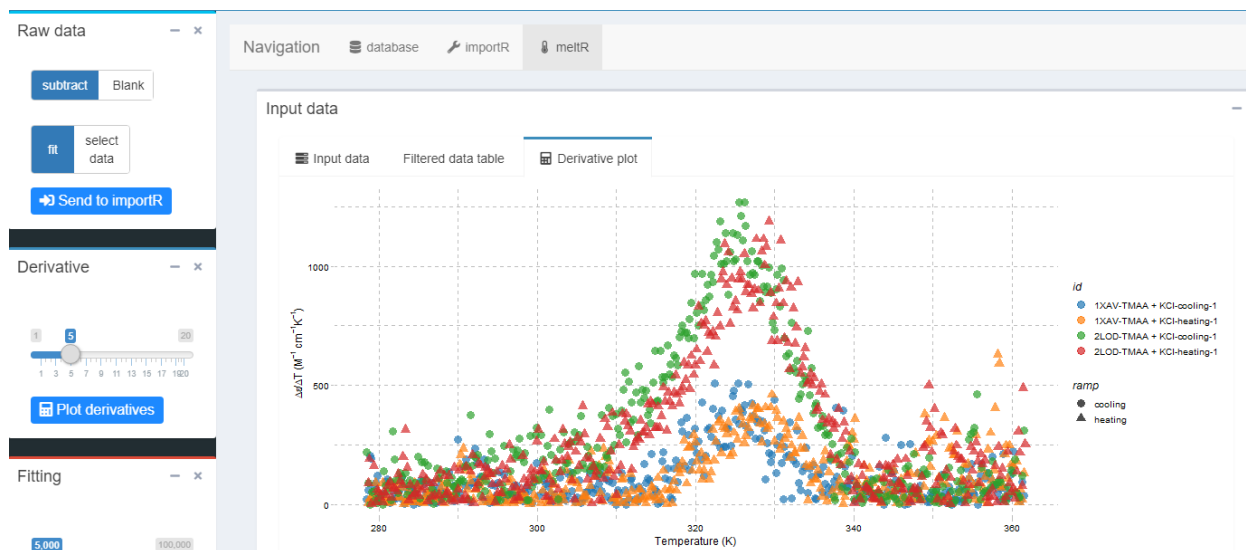 Raw data
subtract Blank
fit select data
Send to importR
Derivative
1 5 20
1 3 5 7 9 11 13 15 17 19 20
Plot derivatives
Fitting
5,000 100,000
Navigation database importR meltR
Input data
Input data Filtered data table Derivative plot
Δε/ΔT (M⁻¹ cm⁻¹K⁻¹)
1000
500
0
280 300 320 340 360
Temperature (K)
id
1XAV-TMAA + KCl-cooling-1
1XAV-TMAA + KCl-heating-1
2LOD-TMAA + KCl-cooling-1
2LOD-TMAA + KCl-heating-1
ramp
cooling
heating